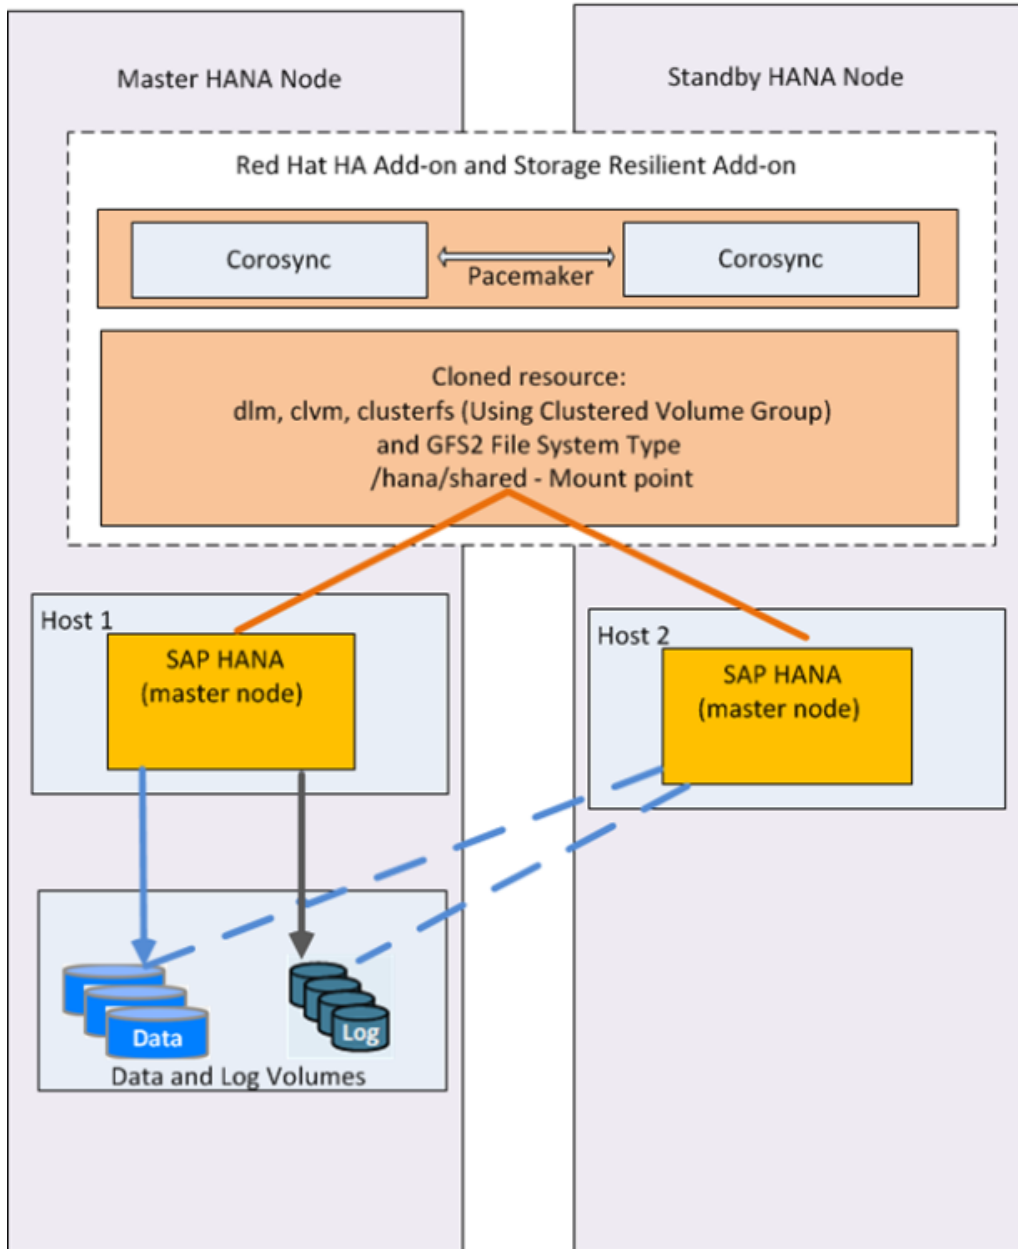 Master HANA Node
Standby HANA Node
Red Hat HA Add-on and Storage Resilient Add-on
Corosync
Pacemaker
Corosync
Cloned resource:
dlm, clvm, clusterfs (Using Clustered Volume Group)
and GFS2 File System Type
/hana/shared - Mount point
Host 1
SAP HANA
(master node)
Host 2
SAP HANA
(master node)
Data
Log
Data and Log Volumes